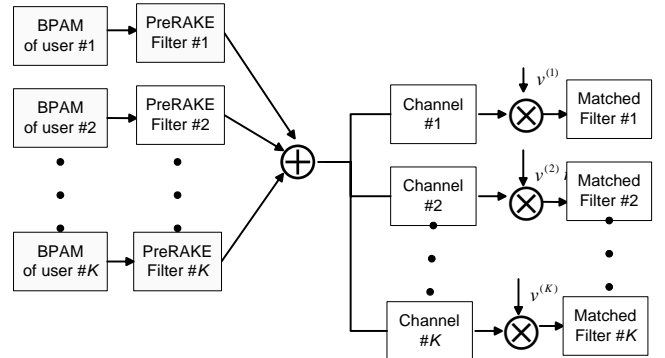 BPAM
of user #1
PreRAKE
Filter #1
BPAM
of user #2
PreRAKE
Filter #2
BPAM
of user #K
PreRAKE
Filter #K
Channel
#1
v(1)
Matched
Filter #1
Channel
#2
v(2)
Matched
Filter #2
Channel
#K
v(K)
Matched
Filter #K